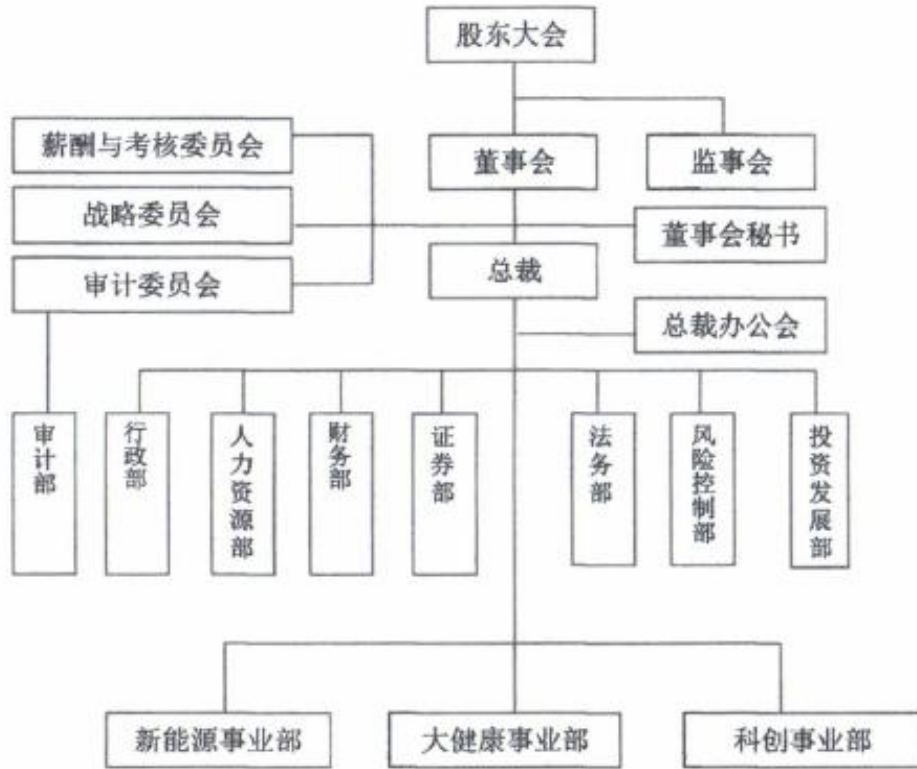 股东大会
薪酬与考核委员会
董事会
监事会
战略委员会
董事会秘书
审计委员会
总裁
总裁办公会
审计部
行政部
人力资源部
财务部
证券部
法务部
风险控制部
投资发展部
新能源事业部
大健康事业部
科创事业部